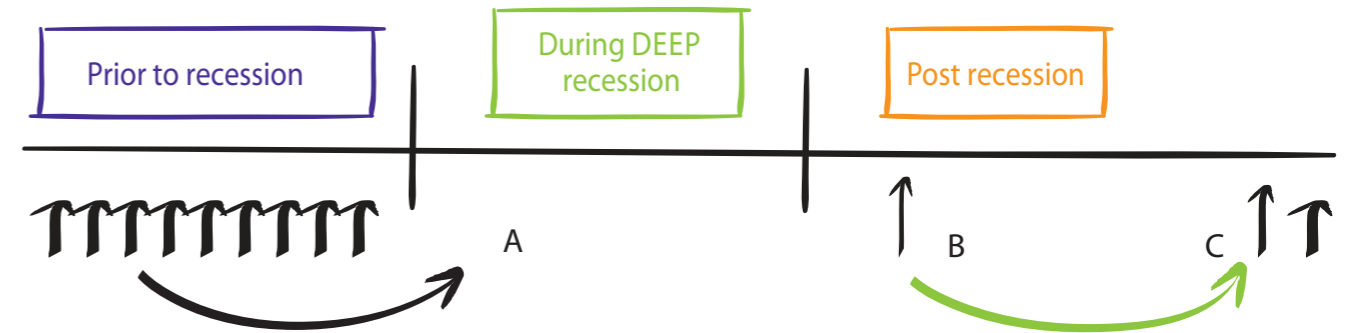 Prior to recession
During DEEP
recession
Post recession
A
B
C